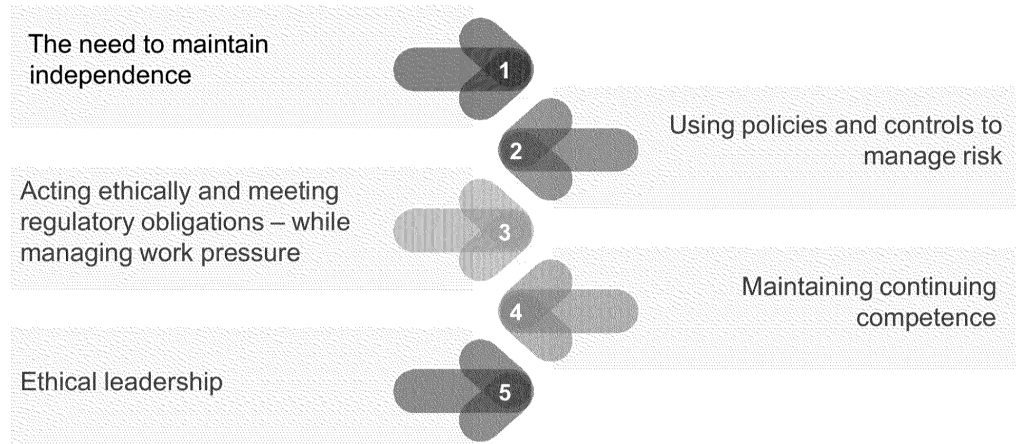 The need to maintain
independence
1
2
Using policies and controls to
manage risk
Acting ethically and meeting
regulatory obligations – while
managing work pressure
3
4
Maintaining continuing
competence
Ethical leadership
5